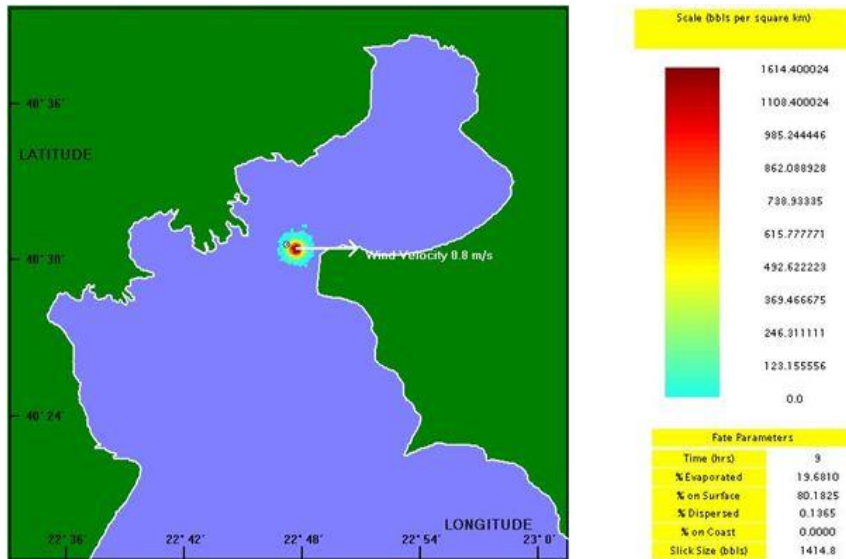 40° 36'
LATITUDE
40° 30'
Wind Velocity 0.8 m/s
40° 24'
LONGITUDE
22° 36' 22° 42' 22° 48' 22° 54' 23° 0.'
Scale (bbls per square km)
1614.400024
1108.400024
985.244446
862.088928
738.93335
615.777771
492.622223
369.466675
246.311111
123.155556
0.0
Fate Parameters
Time (hrs) 9
% Evaporated 19.6810
% on Surface 80.1825
% Dispersed 0.1365
% on Coast 0.0000
Slick Size (bbls) 1414.8